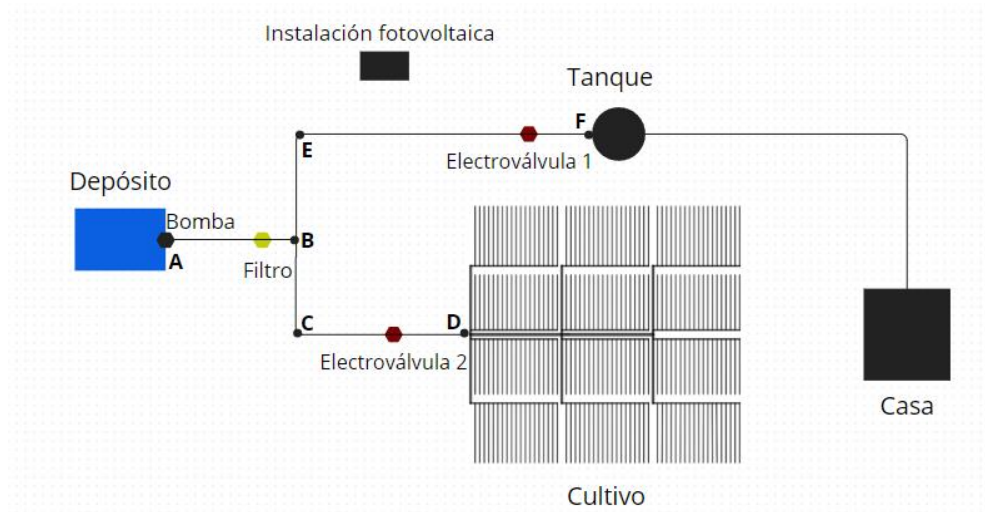 Instalación fotovoltaica
Tanque
F
E
Electroválvula 1
Depósito
Bomba
A
B
Filtro
C
D
Electroválvula 2
Casa
Cultivo